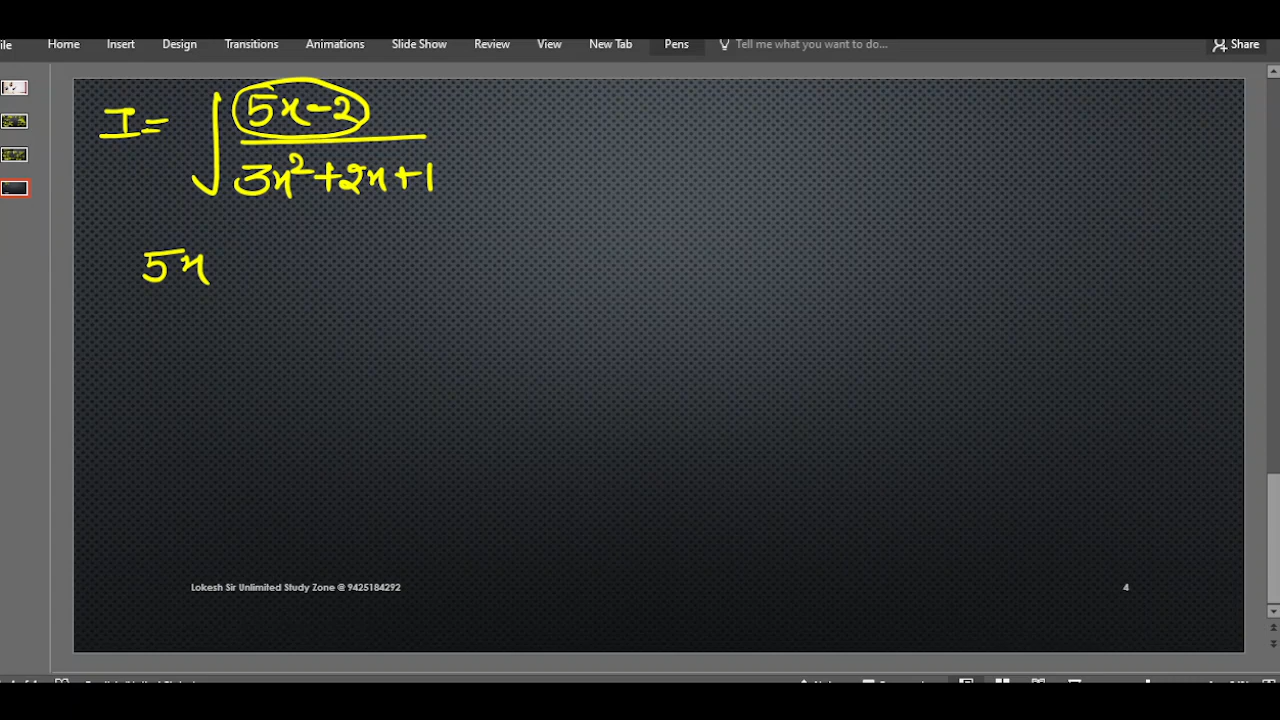 ile Home Insert Design Transitions Animations Slide Show Review View New Tab Pens Tell me what you want to do... Share
I = ∫ 5x-2
3x²+2x+1
5x
Lokesh Sir Unlimited Study Zone @ 9425184292 4